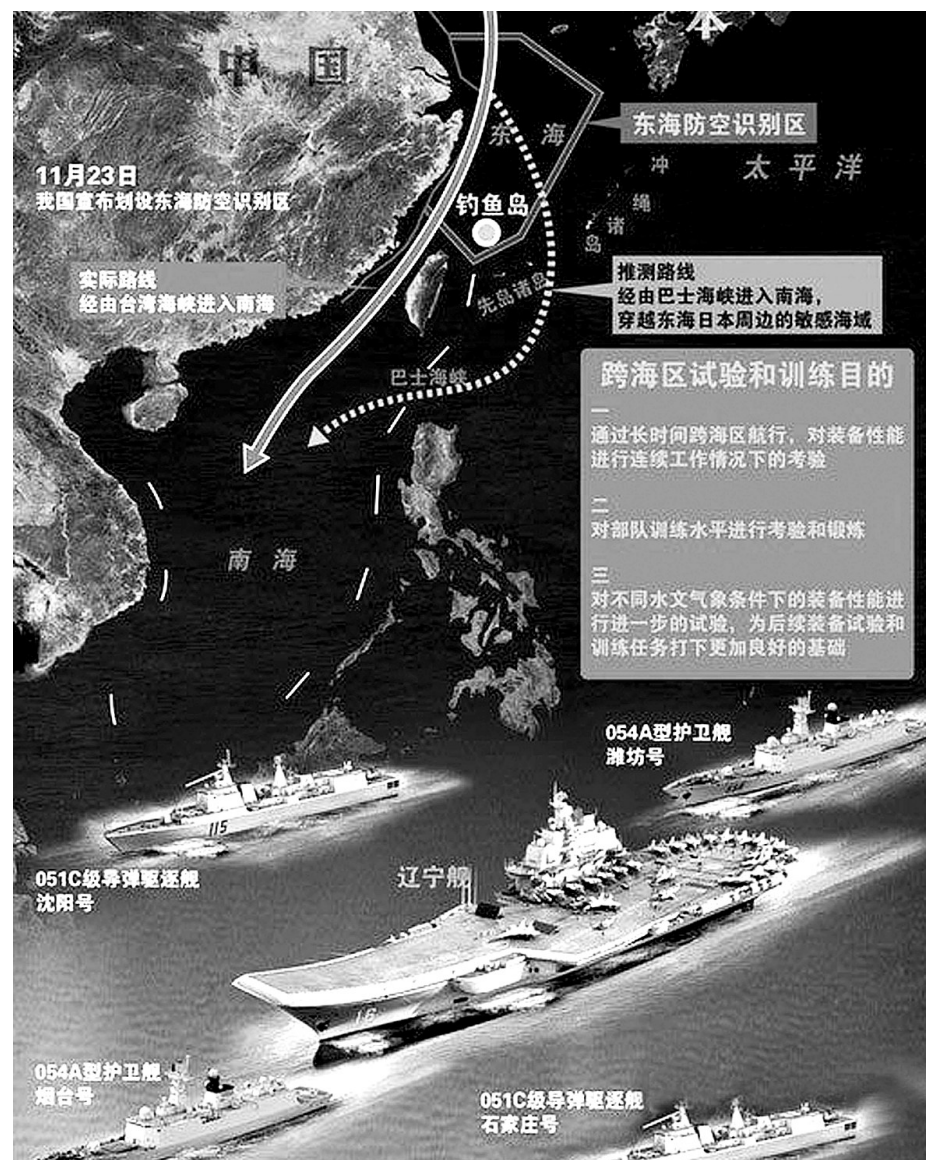 中国
本
东海
东海防空识别区
太平洋
冲绳诸岛
11月23日
我国宣布划设东海防空识别区
钓鱼岛
实际路线
经由台湾海峡进入南海
先岛诸岛
推测路线
经由巴士海峡进入南海,
穿越东海日本周边的敏感海域
巴士海峡
跨海区试验和训练目的
一
通过长时间跨海区航行，对装备性能
进行连续工作情况下的考验
二
对部队训练水平进行考验和锻炼
三
对不同水文气象条件下的装备性能进
行进一步的试验，为后续装备试验和
训练任务打下更加良好的基础
南海
054A型护卫舰
潍坊号
115
051C级导弹驱逐舰
沈阳号
辽宁舰
16
054A型护卫舰
烟台号
051C级导弹驱逐舰
石家庄号